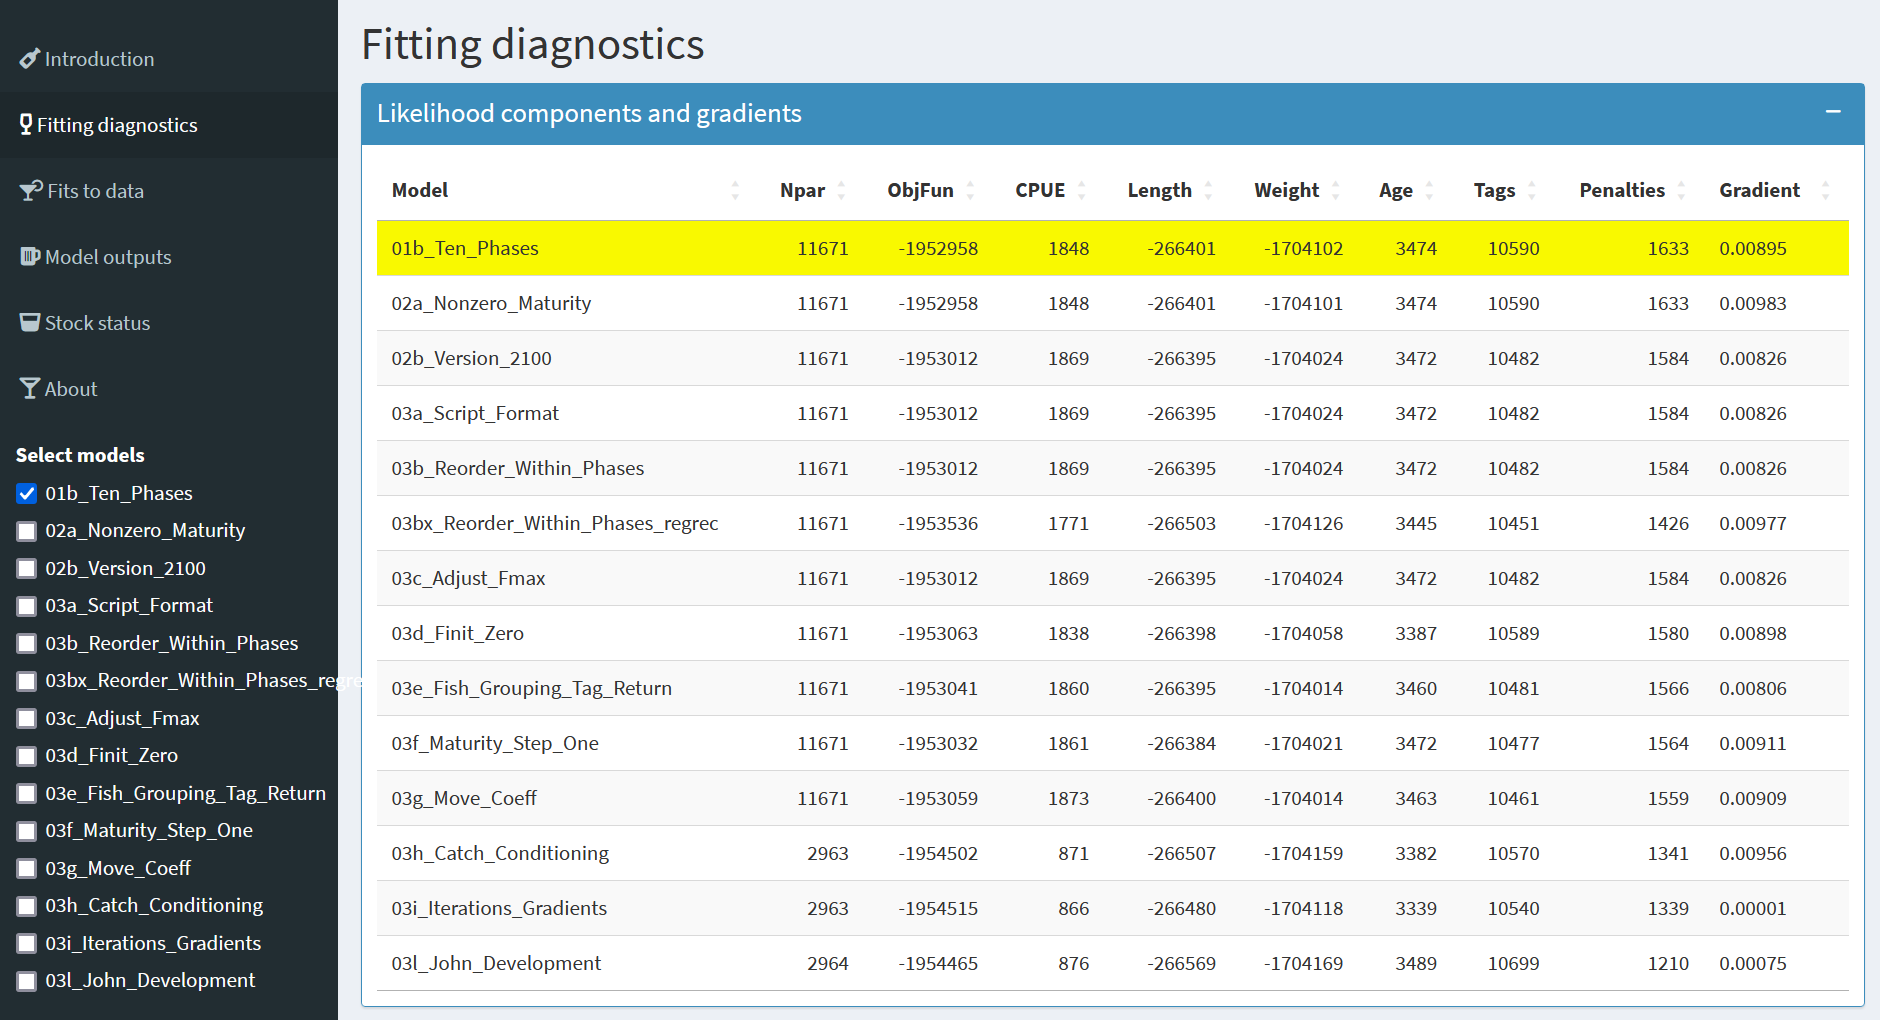 Introduction
Fitting diagnostics
Fits to data
Model outputs
Stock status
About
Select models
01b_Ten_Phases
02a_Nonzero_Maturity
02b_Version_2100
03a_Script_Format
03b_Reorder_Within_Phases
03bx_Reorder_Within_Phases_regre
03c_Adjust_Fmax
03d_Finit_Zero
03e_Fish_Grouping_Tag_Return
03f_Maturity_Step_One
03g_Move_Coeff
03h_Catch_Conditioning
03i_Iterations_Gradients
03l_John_Development
Fitting diagnostics
Likelihood components and gradients
Model Npar ObjFun CPUE Length Weight Age Tags Penalties Gradient
01b_Ten_Phases 11671 -1952958 1848 -266401 -1704102 3474 10590 1633 0.00895
02a_Nonzero_Maturity 11671 -1952958 1848 -266401 -1704101 3474 10590 1633 0.00983
02b_Version_2100 11671 -1953012 1869 -266395 -1704024 3472 10482 1584 0.00826
03a_Script_Format 11671 -1953012 1869 -266395 -1704024 3472 10482 1584 0.00826
03b_Reorder_Within_Phases 11671 -1953012 1869 -266395 -1704024 3472 10482 1584 0.00826
03bx_Reorder_Within_Phases_regrec 11671 -1953536 1771 -266503 -1704126 3445 10451 1426 0.00977
03c_Adjust_Fmax 11671 -1953012 1869 -266395 -1704024 3472 10482 1584 0.00826
03d_Finit_Zero 11671 -1953063 1838 -266398 -1704058 3387 10589 1580 0.00898
03e_Fish_Grouping_Tag_Return 11671 -1953041 1860 -266395 -1704014 3460 10481 1566 0.00806
03f_Maturity_Step_One 11671 -1953032 1861 -266384 -1704021 3472 10477 1564 0.00911
03g_Move_Coeff 11671 -1953059 1873 -266400 -1704014 3463 10461 1559 0.00909
03h_Catch_Conditioning 2963 -1954502 871 -266507 -1704159 3382 10570 1341 0.00956
03i_Iterations_Gradients 2963 -1954515 866 -266480 -1704118 3339 10540 1339 0.00001
03l_John_Development 2964 -1954465 876 -266569 -1704169 3489 10699 1210 0.00075